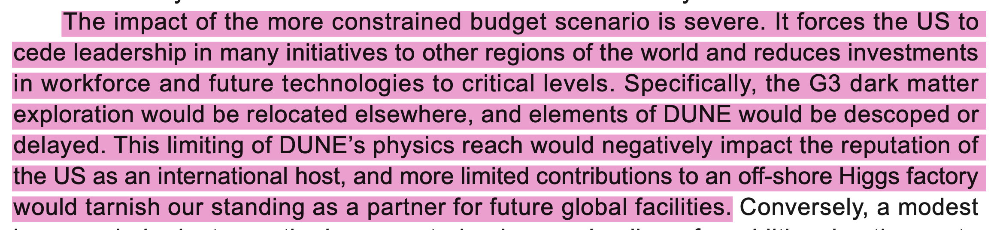 The impact of the more constrained budget scenario is severe. It forces the US to
cede leadership in many initiatives to other regions of the world and reduces investments
in workforce and future technologies to critical levels. Specifically, the G3 dark matter
exploration would be relocated elsewhere, and elements of DUNE would be descoped or
delayed. This limiting of DUNE’s physics reach would negatively impact the reputation of
the US as an international host, and more limited contributions to an off-shore Higgs factory
would tarnish our standing as a partner for future global facilities. Conversely, a modest